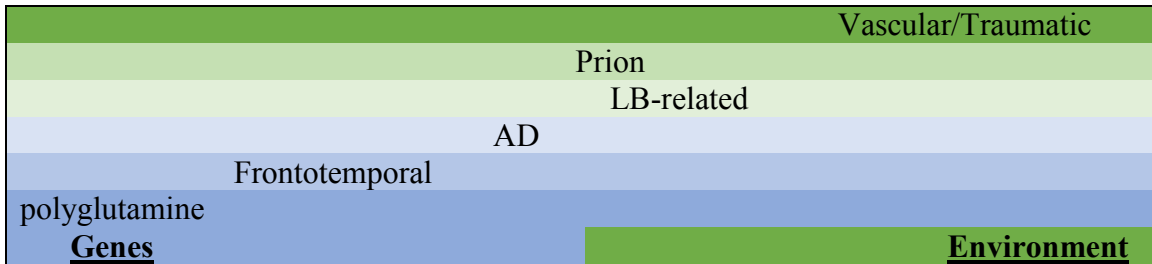 Vascular/Traumatic
Prion
LB-related
AD
Frontotemporal
polyglutamine
Genes Environment